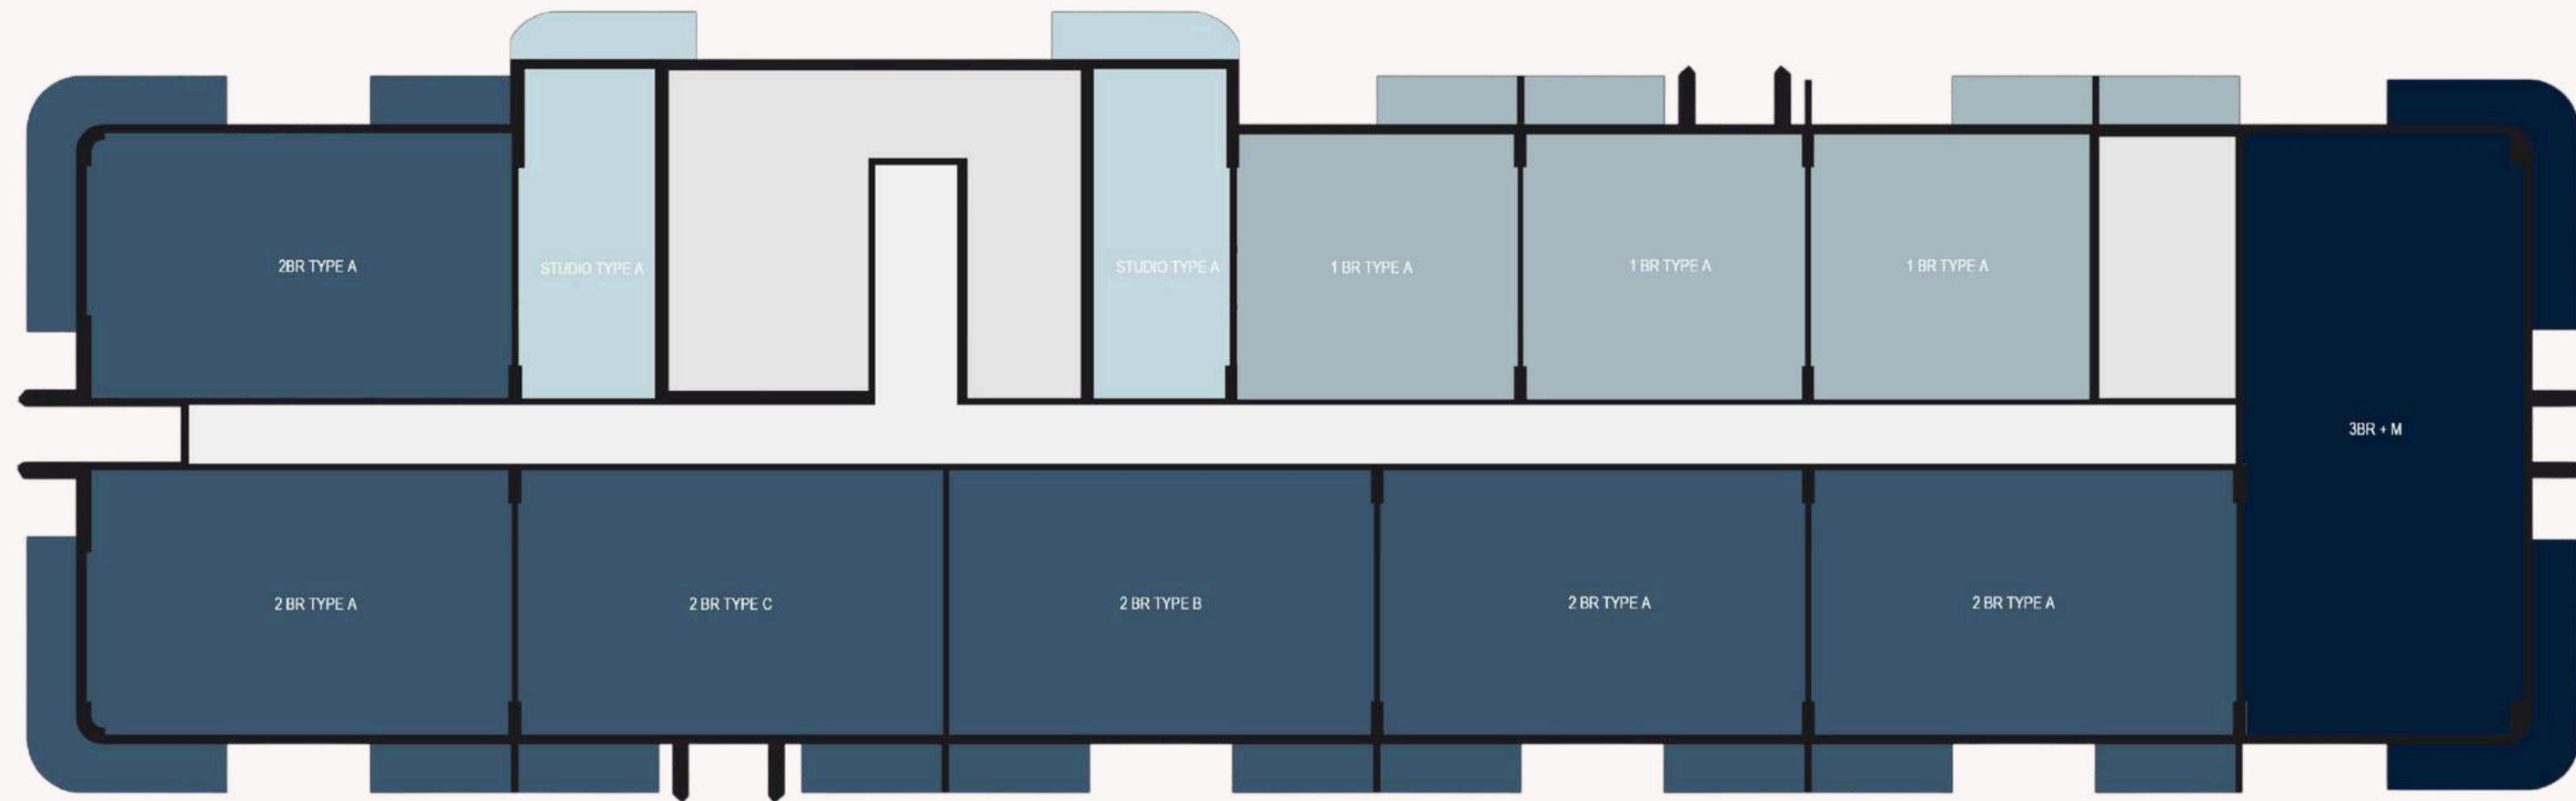 2BR TYPE A
STUDIO TYPE A
STUDIO TYPE A
1 BR TYPE A
1 BR TYPE A
1 BR TYPE A
3BR + M
2 BR TYPE A
2 BR TYPE C
2 BR TYPE B
2 BR TYPE A
2 BR TYPE A